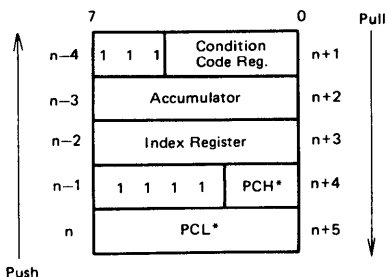 7 0 Pull
n–4 1 1 1 Condition Code Reg. n+1
n–3 Accumulator n+2
n–2 Index Register n+3
n–1 1 1 1 1 PCH* n+4
n PCL* n+5
Push